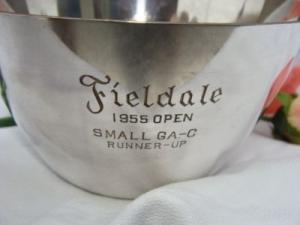 Fieldale
1955 OPEN
SMALL GA-C
RUNNER-UP